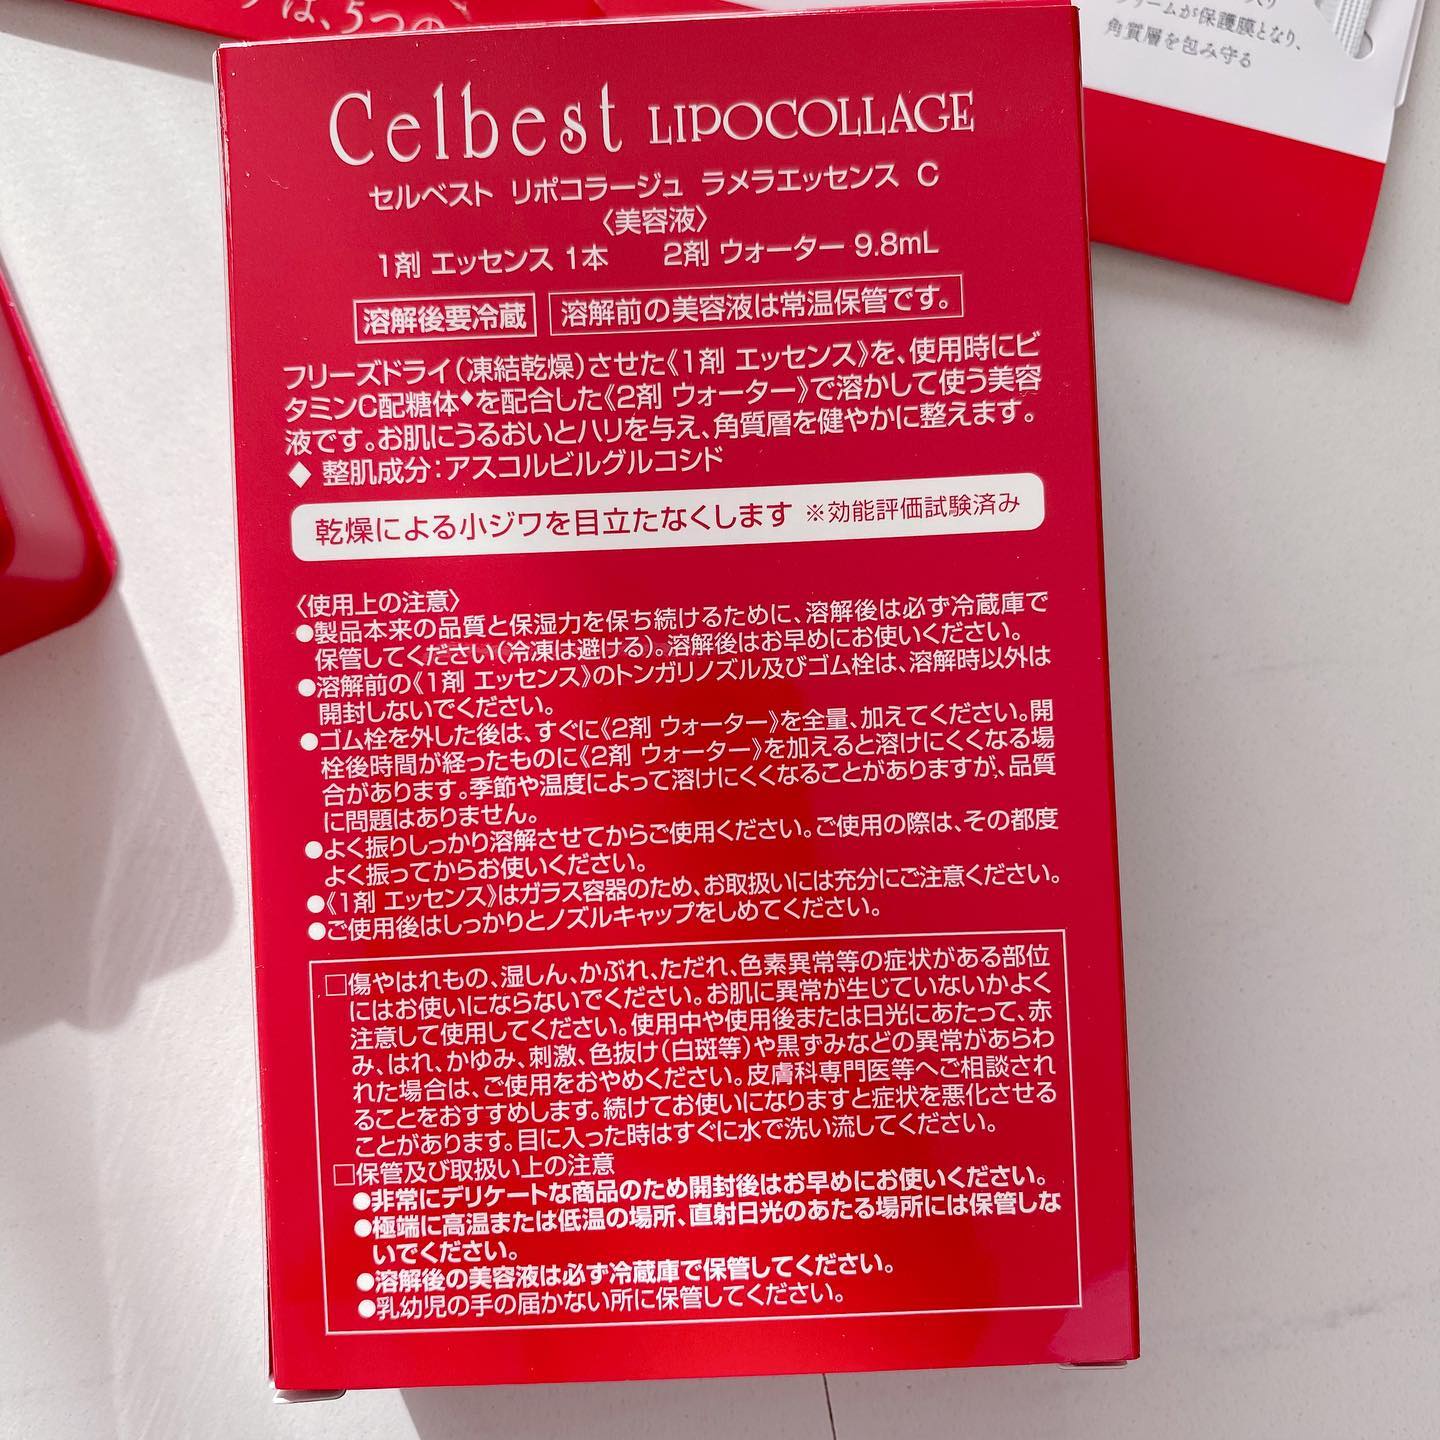 は、5つの
クリームが保護膜となり、
角質層を包み守る
Celbest LIPOCOLLAGE
セルベスト リポコラージュ ラメラエッセンス C
〈美容液〉
1剤 エッセンス 1本 2剤 ウォーター 9.8mL
溶解後要冷蔵 溶解前の美容液は常温保管です。
フリーズドライ(凍結乾燥)させた《1剤 エッセンス》を、使用時にビ
タミンC配糖体◆を配合した《2剤 ウォーター》で溶かして使う美容
液です。お肌にうるおいとハリを与え、角質層を健やかに整えます。
◆ 整肌成分:アスコルビルグルコシド
乾燥による小ジワを目立たなくします ※効能評価試験済み
〈使用上の注意〉
●製品本来の品質と保湿力を保ち続けるために、溶解後は必ず冷蔵庫で
保管してください(冷凍は避ける)。溶解後はお早めにお使いください。
●溶解前の《1剤 エッセンス》のトンガリノズル及びゴム栓は、溶解時以外は
開封しないでください。
●ゴム栓を外した後は、すぐに《2剤 ウォーター》を全量、加えてください。開
栓後時間が経ったものに《2剤 ウォーター》を加えると溶けにくくなる場
合があります。季節や温度によって溶けにくくなることがありますが、品質
に問題はありません。
●よく振りしっかり溶解させてからご使用ください。ご使用の際は、その都度
よく振ってからお使いください。
●《1剤 エッセンス》はガラス容器のため、お取扱いには充分にご注意ください。
●ご使用後はしっかりとノズルキャップをしめてください。
□傷やはれもの、湿しん、かぶれ、ただれ、色素異常等の症状がある部位
にはお使いにならないでください。お肌に異常が生じていないかよく
注意して使用してください。使用中や使用後または日光にあたって、赤
み、はれ、かゆみ、刺激、色抜け(白斑等)や黒ずみなどの異常があらわ
れた場合は、ご使用をおやめください。皮膚科専門医等へご相談され
ることをおすすめします。続けてお使いになりますと症状を悪化させる
ことがあります。目に入った時はすぐに水で洗い流してください。
□保管及び取扱い上の注意
●非常にデリケートな商品のため開封後はお早めにお使いください。
●極端に高温または低温の場所、直射日光のあたる場所には保管しな
いでください。
●溶解後の美容液は必ず冷蔵庫で保管してください。
●乳幼児の手の届かない所に保管してください。